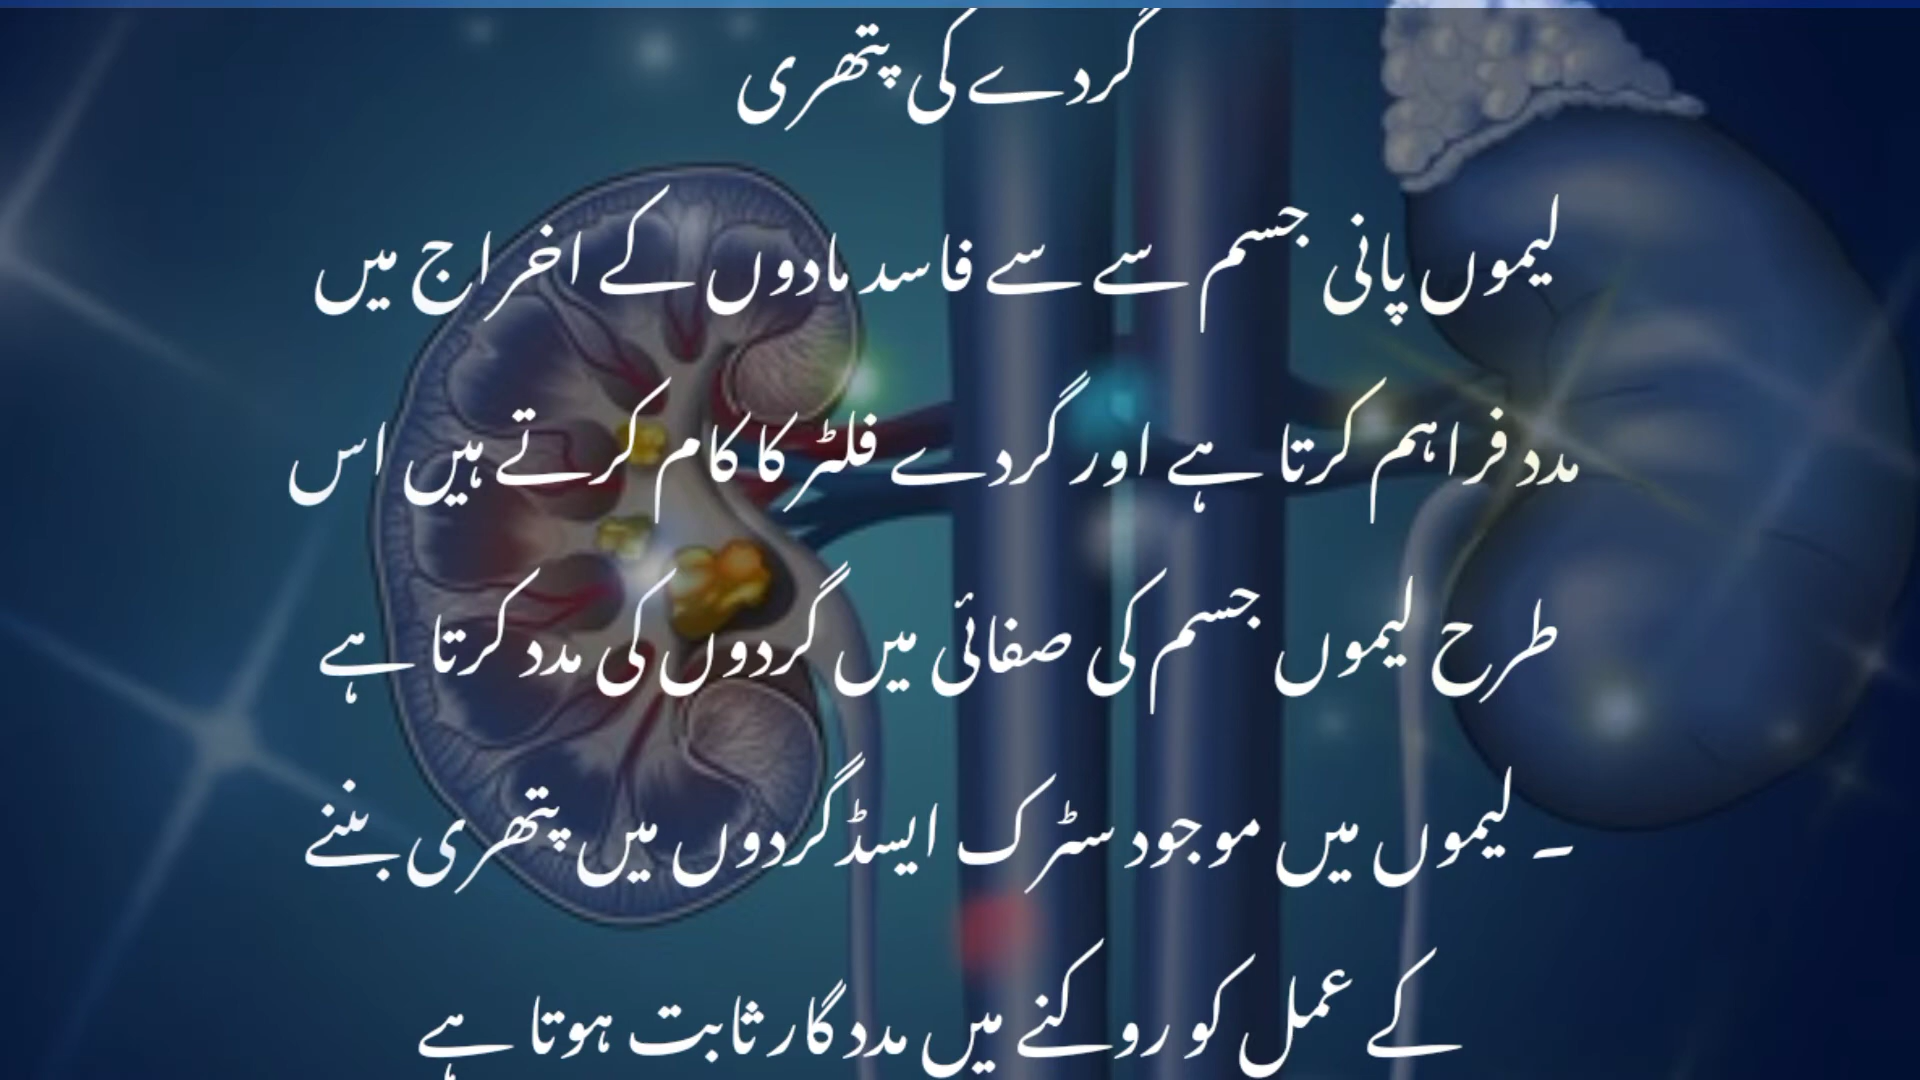 گردے کی پتھری
لیموں پانی جسم سے سے فاسد مادوں کے اخراج میں
مدد فراہم کرتا ہے اور گردے فلٹر کا کام کرتے ہیں اس
طرح لیموں جسم کی صفائی میں گردوں کی مدد کرتا ہے
۔ لیموں میں موجود سٹرک ایسڈ گردوں میں پتھری بننے
کے عمل کو روکنے میں مددگار ثابت ہوتا ہے